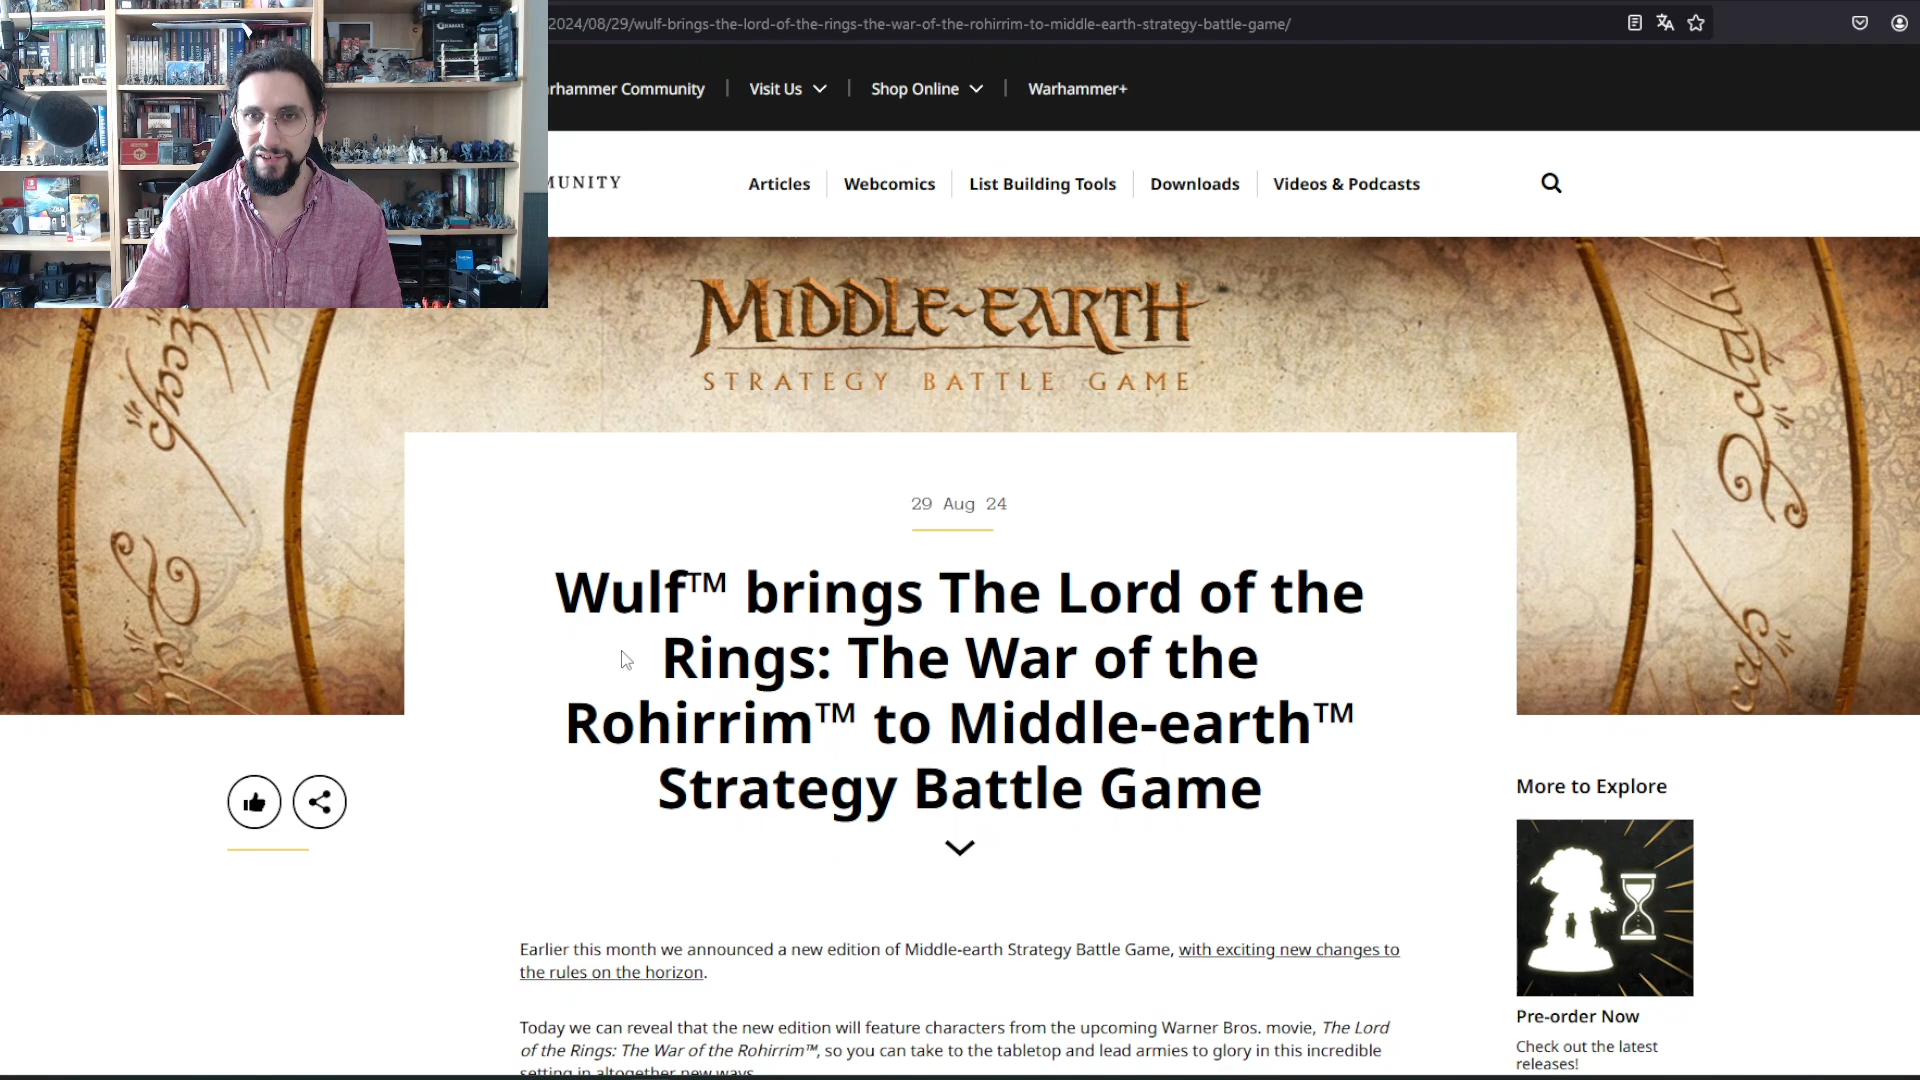 2024/08/29/wulf-brings-the-lord-of-the-rings-the-war-of-the-rohirrim-to-middle-earth-strategy-battle-game/
rhammer Community
Visit Us
Shop Online
Warhammer+
MUNITY
Articles
Webcomics
List Building Tools
Downloads
Videos & Podcasts
MIDDLE-EARTH
STRATEGY BATTLE GAME
29 Aug 24
Wulf™ brings The Lord of the
Rings: The War of the
Rohirrim™ to Middle-earth™
Strategy Battle Game
More to Explore
Earlier this month we announced a new edition of Middle-earth Strategy Battle Game, with exciting new changes to
the rules on the horizon.
Today we can reveal that the new edition will feature characters from the upcoming Warner Bros. movie, The Lord
of the Rings: The War of the Rohirrim™, so you can take to the tabletop and lead armies to glory in this incredible
setting in altogether new ways.
Pre-order Now
Check out the latest
releases!